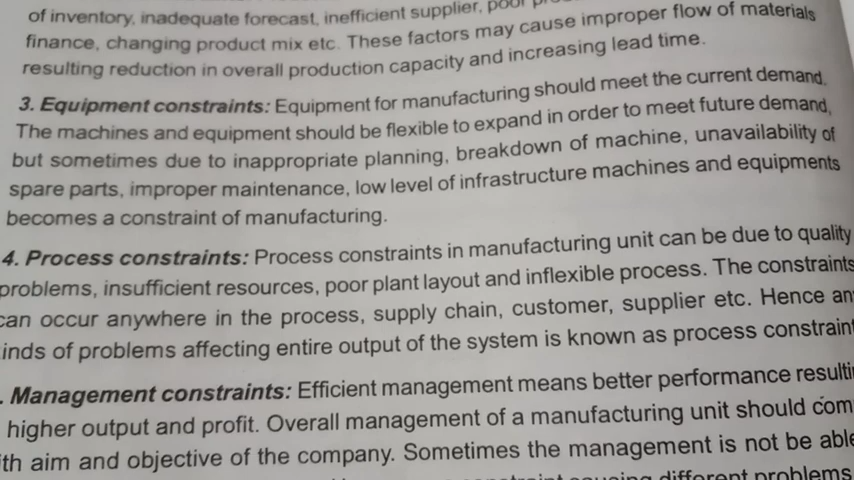 of inventory, inadequate forecast, inefficient supplier, poor
finance, changing product mix etc. These factors may cause improper flow of materials
resulting reduction in overall production capacity and increasing lead time.
3. Equipment constraints: Equipment for manufacturing should meet the current demand.
The machines and equipment should be flexible to expand in order to meet future demand,
but sometimes due to inappropriate planning, breakdown of machine, unavailability of
spare parts, improper maintenance, low level of infrastructure machines and equipments
becomes a constraint of manufacturing.
4. Process constraints: Process constraints in manufacturing unit can be due to quality
problems, insufficient resources, poor plant layout and inflexible process. The constraints
can occur anywhere in the process, supply chain, customer, supplier etc. Hence an
inds of problems affecting entire output of the system is known as process constraint
. Management constraints: Efficient management means better performance resulti
higher output and profit. Overall management of a manufacturing unit should com
ith aim and objective of the company. Sometimes the management is not be able
causing different problems